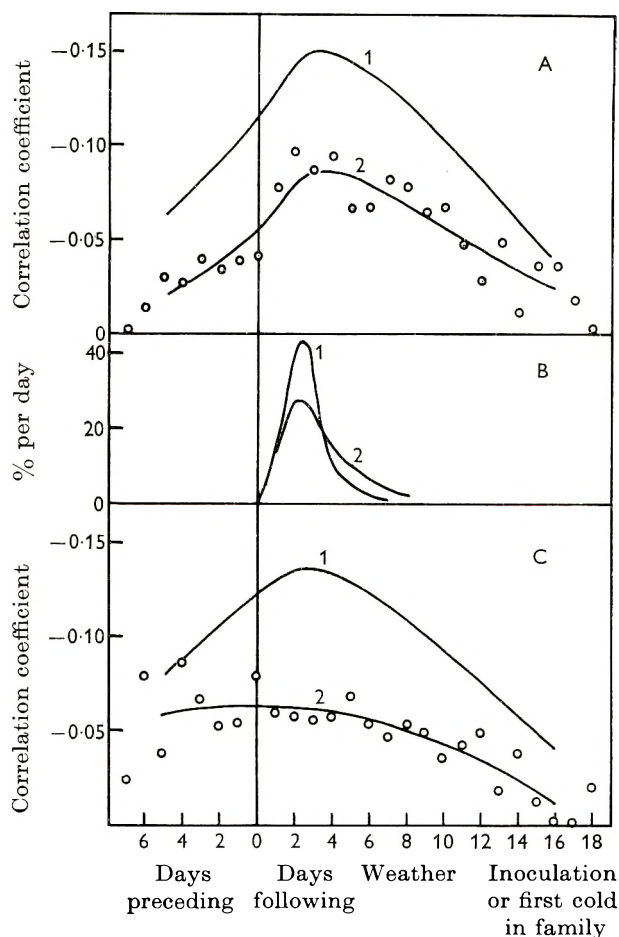 Correlation coefficient
—0·15
—0·10
—0·05
0
1
2
A
% per day
40
20
0
1
2
B
Correlation coefficient
—0·15
—0·10
—0·05
1
2
C
6 4 2 0 2 4 6 8 10 12 14 16 18
Days Days Weather Inoculation
preceding following or first cold
in family